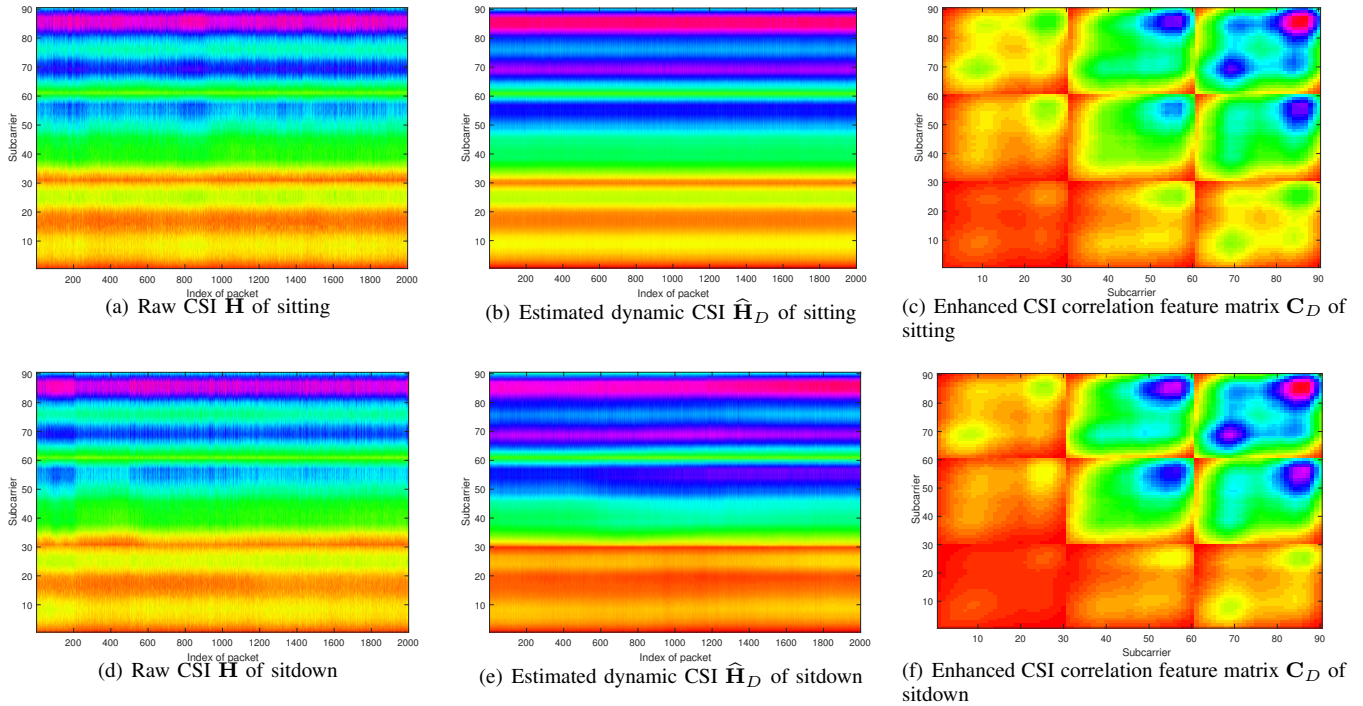 90
80
70
60
50
40
30
20
10
Subcarrier
200 400 600 800 1000 1200 1400 1600 1800 2000
Index of packet
(a) Raw CSI H of sitting
90
80
70
60
50
40
30
20
10
Subcarrier
200 400 600 800 1000 1200 1400 1600 1800 2000
Index of packet
(b) Estimated dynamic CSI Ĥ_D of sitting
90
80
70
60
50
40
30
20
10
Subcarrier
10 20 30 40 50 60 70 80 90
Subcarrier
(c) Enhanced CSI correlation feature matrix C_D of
sitting
90
80
70
60
50
40
30
20
10
Subcarrier
200 400 600 800 1000 1200 1400 1600 1800 2000
Index of packet
(d) Raw CSI H of sitdown
90
80
70
60
50
40
30
20
10
Subcarrier
200 400 600 800 1000 1200 1400 1600 1800 2000
Index of packet
(e) Estimated dynamic CSI Ĥ_D of sitdown
90
80
70
60
50
40
30
20
10
Subcarrier
10 20 30 40 50 60 70 80 90
Subcarrier
(f) Enhanced CSI correlation feature matrix C_D of
sitdown